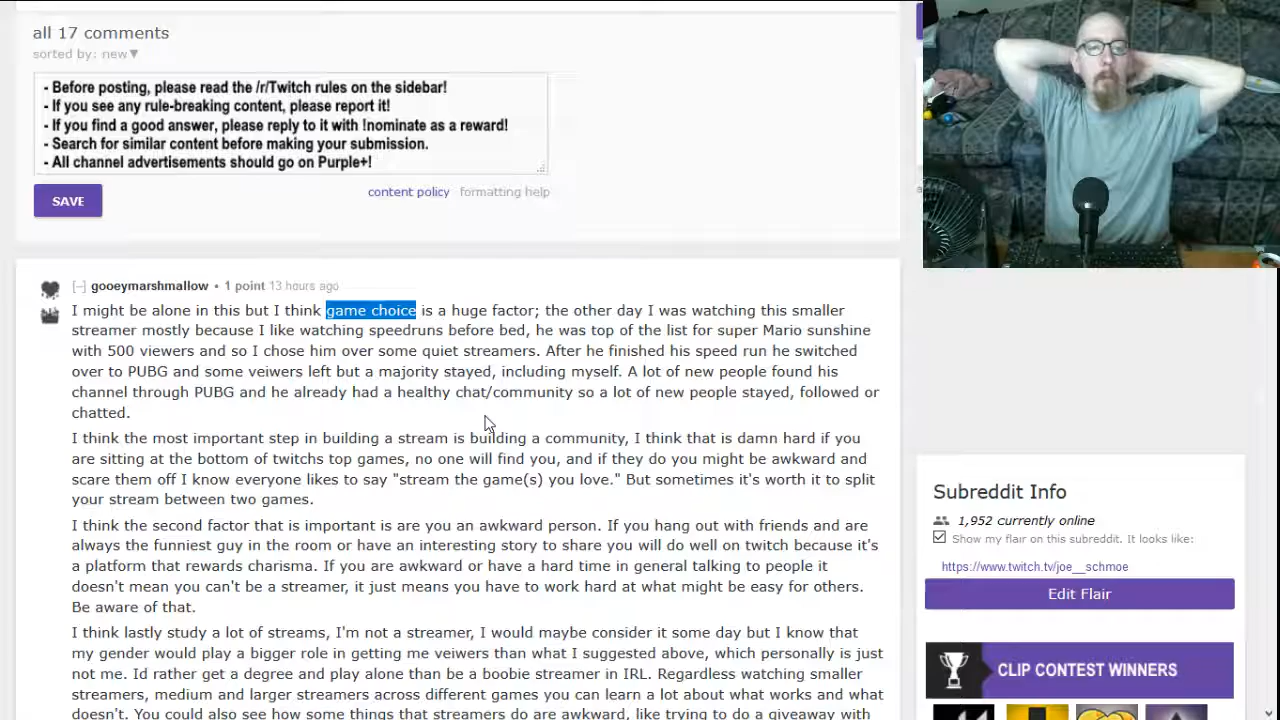 all 17 comments
sorted by: new▼
- Before posting, please read the /r/Twitch rules on the sidebar!
- If you see any rule-breaking content, please report it!
- If you find a good answer, please reply to it with !nominate as a reward!
- Search for similar content before making your submission.
- All channel advertisements should go on Purple+!
SAVE
content policy formatting help
[–] gooeymarshmallow • 1 point 13 hours ago
I might be alone in this but I think game choice is a huge factor; the other day I was watching this smaller
streamer mostly because I like watching speedruns before bed, he was top of the list for super Mario sunshine
with 500 viewers and so I chose him over some quiet streamers. After he finished his speed run he switched
over to PUBG and some veiwers left but a majority stayed, including myself. A lot of new people found his
channel through PUBG and he already had a healthy chat/community so a lot of new people stayed, followed or
chatted.
I think the most important step in building a stream is building a community, I think that is damn hard if you
are sitting at the bottom of twitchs top games, no one will find you, and if they do you might be awkward and
scare them off I know everyone likes to say "stream the game(s) you love." But sometimes it's worth it to split
your stream between two games.
I think the second factor that is important is are you an awkward person. If you hang out with friends and are
always the funniest guy in the room or have an interesting story to share you will do well on twitch because it's
a platform that rewards charisma. If you are awkward or have a hard time in general talking to people it
doesn't mean you can't be a streamer, it just means you have to work hard at what might be easy for others.
Be aware of that.
I think lastly study a lot of streams, I'm not a streamer, I would maybe consider it some day but I know that
my gender would play a bigger role in getting me veiwers than what I suggested above, which personally is just
not me. Id rather get a degree and play alone than be a boobie streamer in IRL. Regardless watching smaller
streamers, medium and larger streamers across different games you can learn a lot about what works and what
doesn't. You could also see how some things that streamers do are awkward, like trying to do a giveaway with
Subreddit Info
1,952 currently online
Show my flair on this subreddit. It looks like:
https://www.twitch.tv/joe__schmoe
Edit Flair
CLIP CONTEST WINNERS